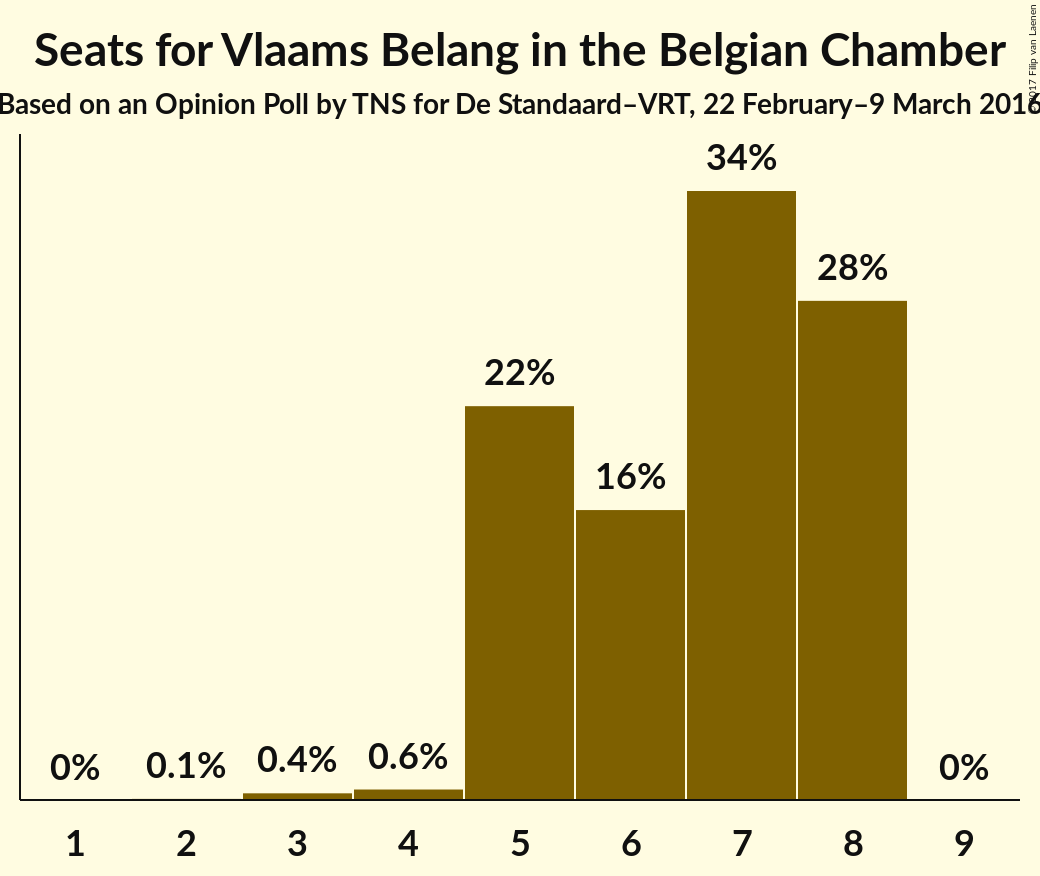 Seats for Vlaams Belang in the Belgian Chamber
Based on an Opinion Poll by TNS for De Standaard–VRT, 22 February–9 March 2016
2017 Filip van Laenen
34%
28%
22%
16%
0% 0.1% 0.4% 0.6% 0%
1 2 3 4 5 6 7 8 9